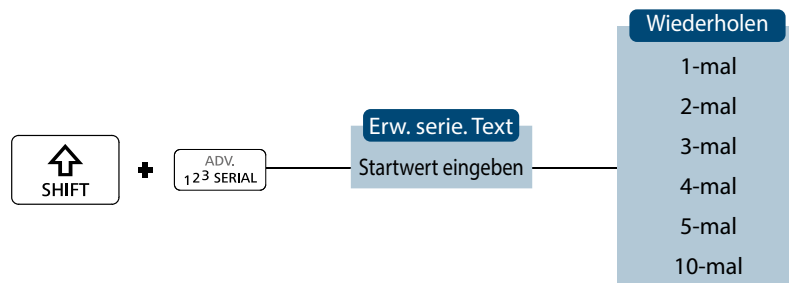 SHIFT
ADV.
123 SERIAL
Erw. serie. Text
Startwert eingeben
Wiederholen
1-mal
2-mal
3-mal
4-mal
5-mal
10-mal